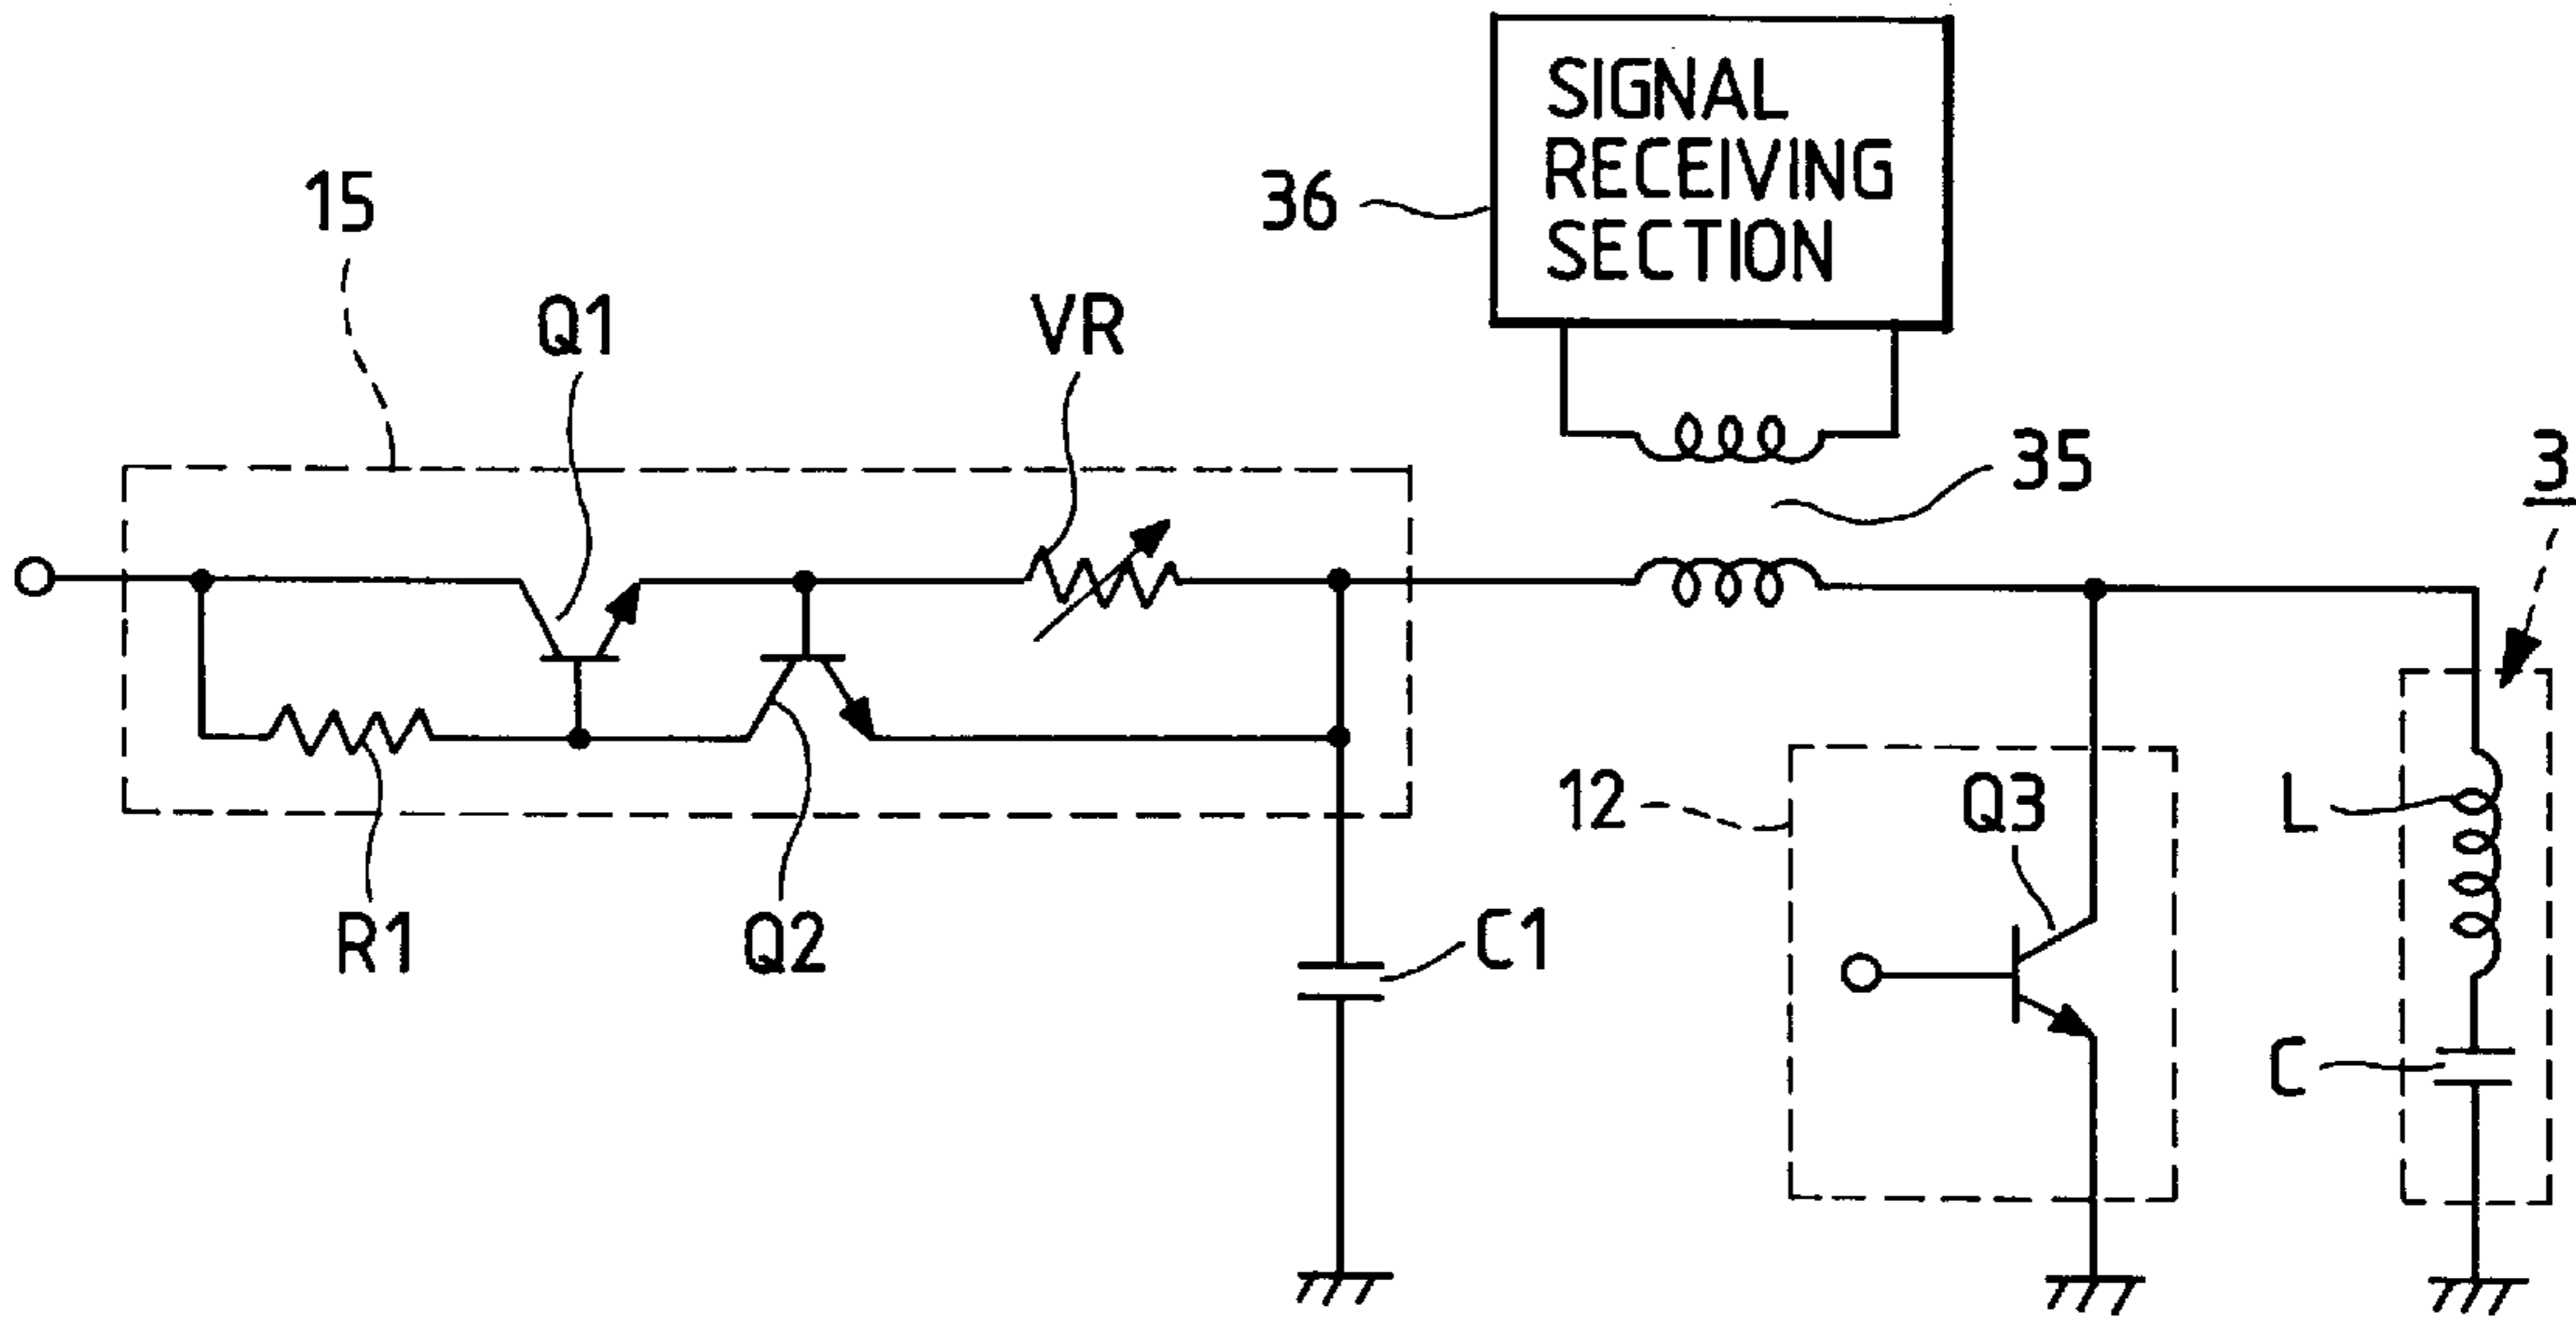 SIGNAL
RECEIVING
SECTION
36
15
Q1
VR
35
3
12
Q3
L
R1
Q2
C1
C